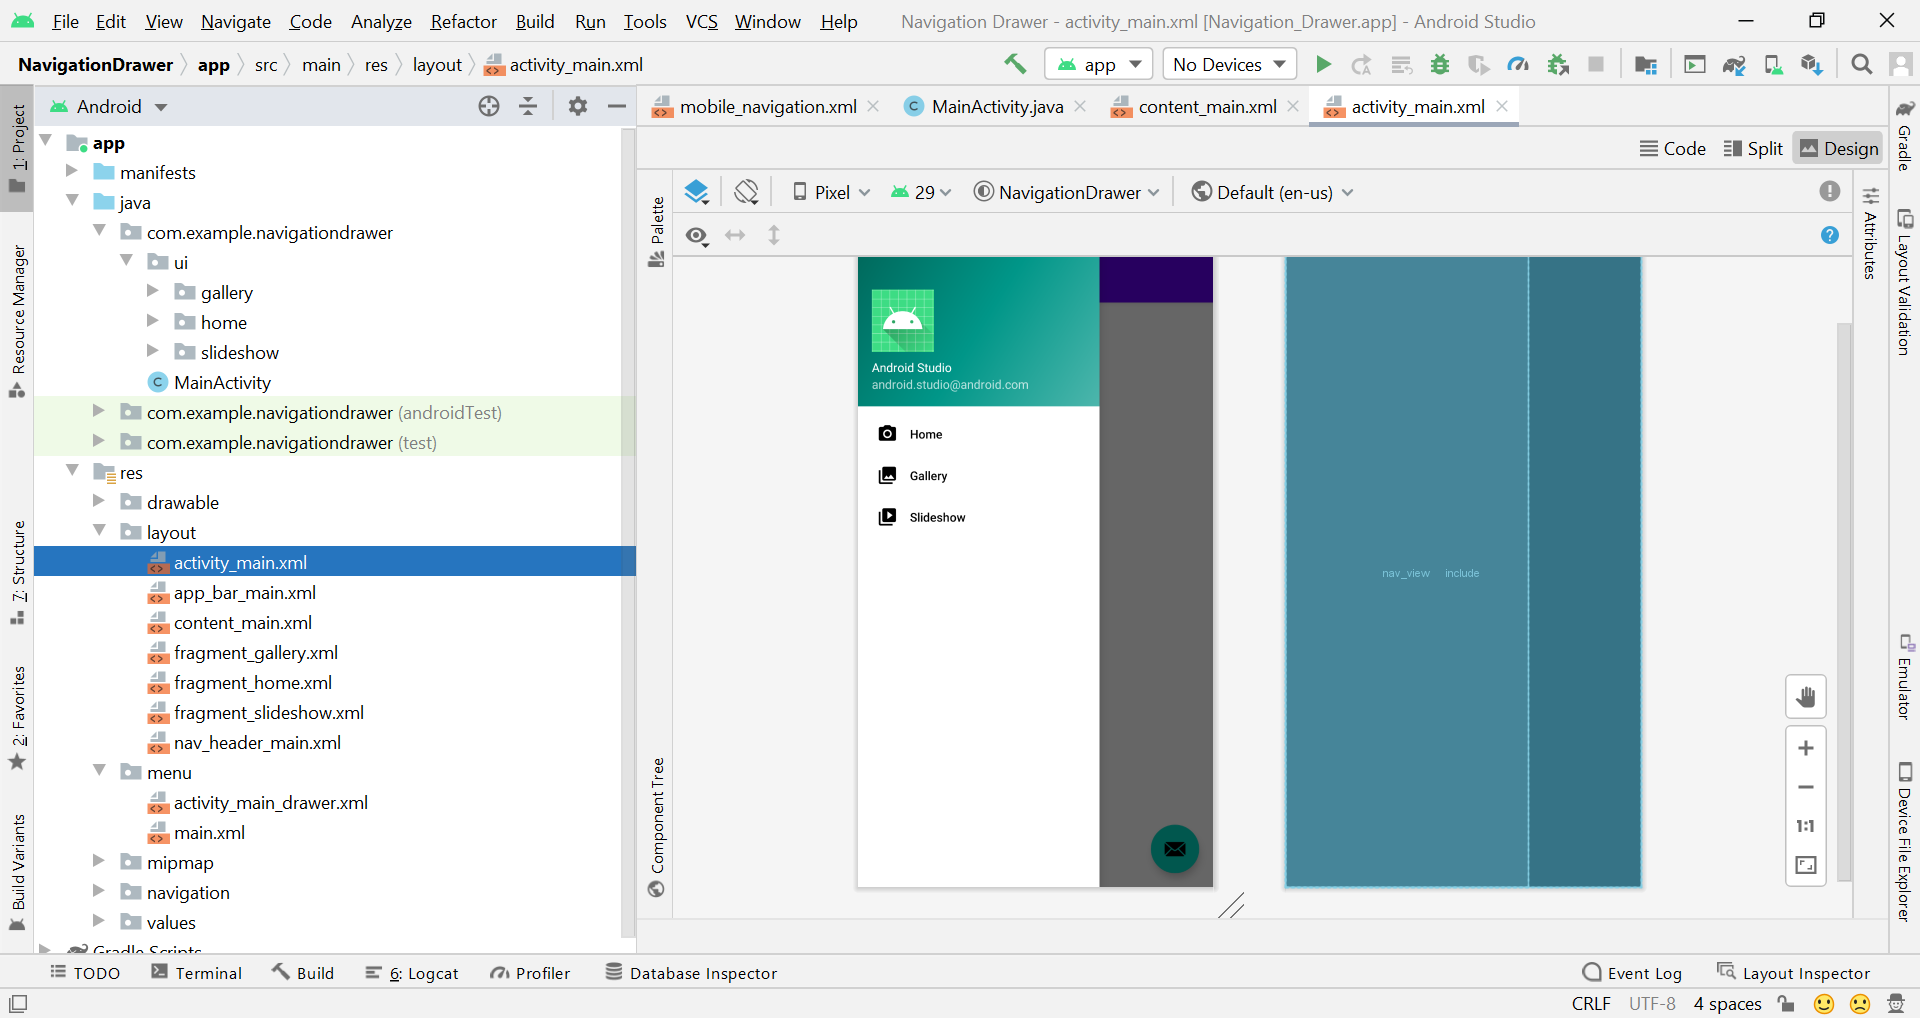 File Edit View Navigate Code Analyze Refactor Build Run Tools VCS Window Help Navigation Drawer - activity_main.xml [Navigation_Drawer.app] - Android Studio
NavigationDrawer app src main res layout activity_main.xml app No Devices
1: Project
Resource Manager
7: Structure
2: Favorites
Build Variants
Android
app
manifests
java
com.example.navigationdrawer
ui
gallery
home
slideshow
MainActivity
com.example.navigationdrawer (androidTest)
com.example.navigationdrawer (test)
res
drawable
layout
activity_main.xml
app_bar_main.xml
content_main.xml
fragment_gallery.xml
fragment_home.xml
fragment_slideshow.xml
nav_header_main.xml
menu
activity_main_drawer.xml
main.xml
mipmap
navigation
values
Gradle Scripts
mobile_navigation.xml MainActivity.java content_main.xml activity_main.xml
Code Split Design
Palette
Component Tree
Pixel 29 NavigationDrawer Default (en-us)
Android Studio
android.studio@android.com
Home
Gallery
Slideshow
nav_view include
1:1
Attributes
Gradle
Layout Validation
Emulator
Device File Explorer
TODO Terminal Build 6: Logcat Profiler Database Inspector Event Log Layout Inspector
CRLF UTF-8 4 spaces